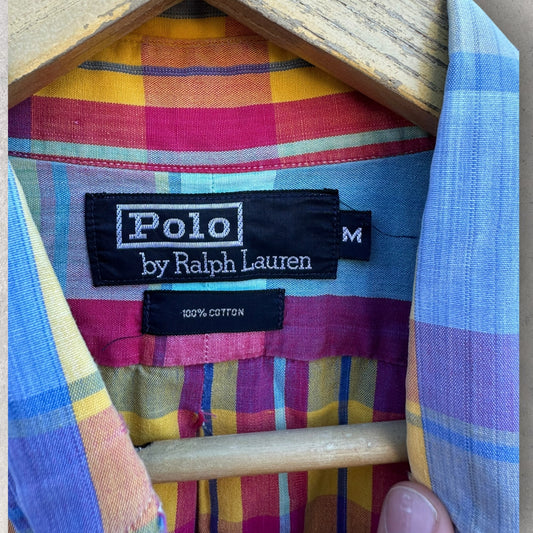 Polo
by Ralph Lauren
M
100% COTTON